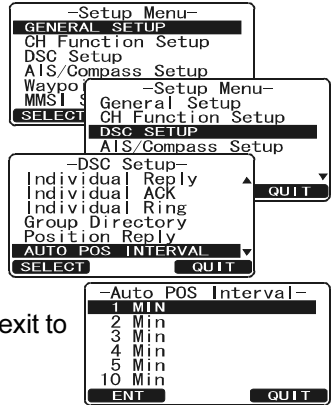 -Setup Menu-
GENERAL SETUP
CH Function Setup
DSC Setup
AIS/Compass Setup
MMSI
SELECT
-Setup Menu-
General Setup
CH Function Setup
DSC SETUP
AIS/Compass Setup
QUIT
-DSC Setup-
Individual Reply
Individual ACK
Individual Ring
Group Directory
Position Reply
AUTO POS INTERVAL
SELECT QUIT
exit to
-Auto POS Interval-
1 MIN
2 Min
3 Min
4 Min
5 Min
10 Min
ENT QUIT